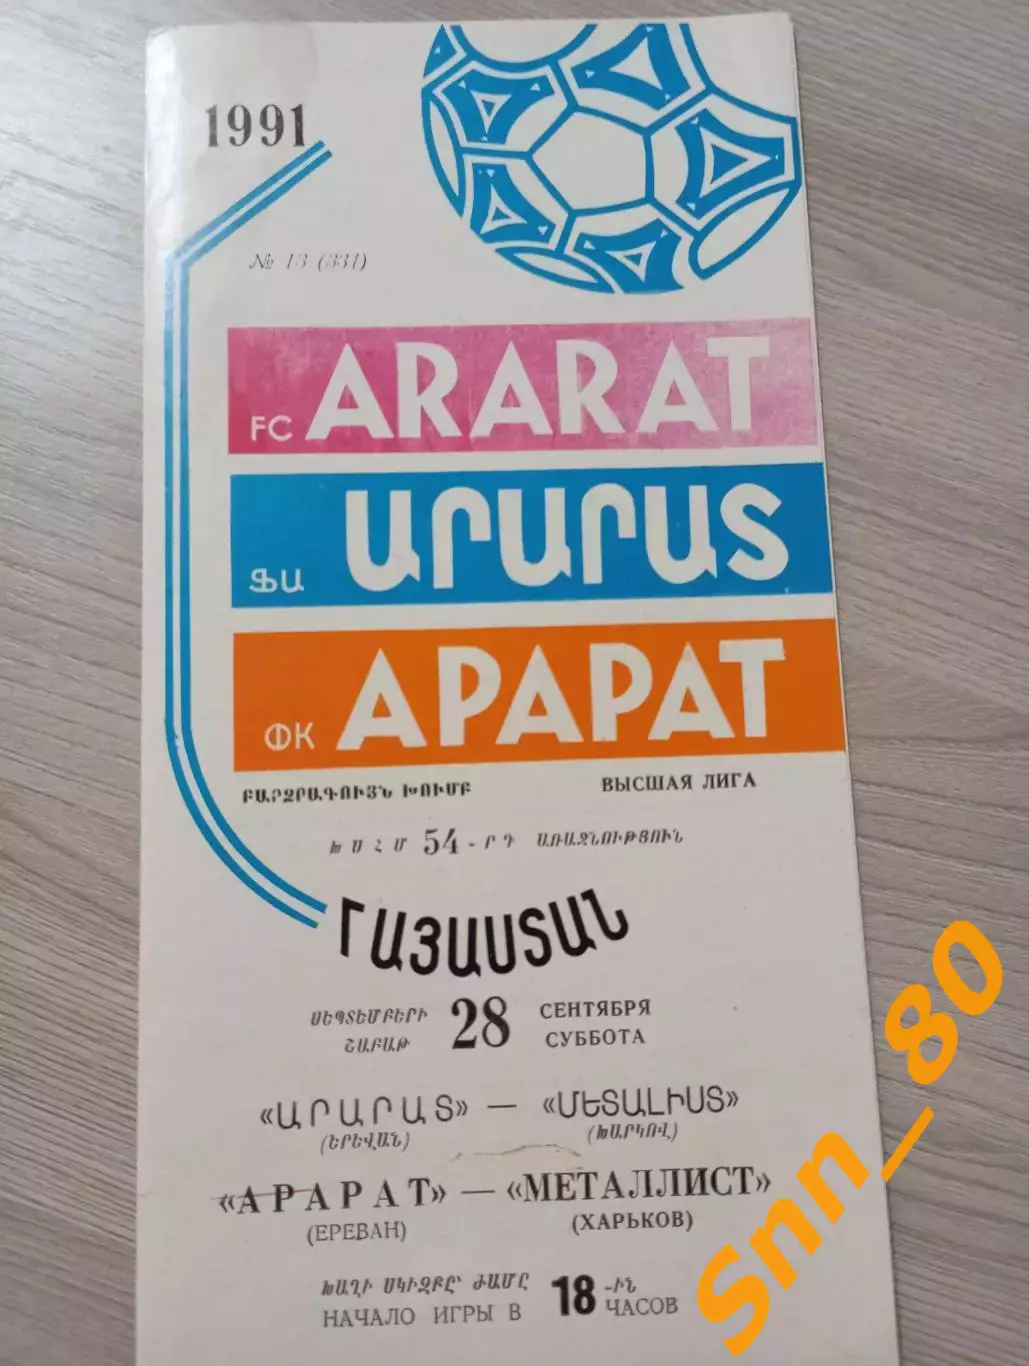 1991
№ 13 (331)
FC ARARAT
ՖԱ ԱՐԱՐԱՏ
ФК АРАРАТ
ԲԱՐՁՐԱԳՈՒՅՆ ԽՈՒՄԲ ВЫСШАЯ ЛИГА
ԽՍՀՄ 54-ՐԴ ԱՌԱՋՆՈՒԹՅՈՒՆ
ՀԱՅԱՍՏԱՆ
ՍԵՊՏԵՄԲԵՐԻ 28 СЕНТЯБРЯ
ՇԱԲԱԹ СУББОТА
«ԱՐԱՐԱՏ» — «ՄԵՏԱԼԻՍՏ»
(ԵՐԵՎԱՆ) (ԽԱՐԿՈՎ)
«АРАРАТ» — «МЕТАЛЛИСТ»
(ЕРЕВАН) (ХАРЬКОВ)
ԽԱՂԻ ՍԿԻԶԲԸ ԺԱՄԸ 18-ԻՆ
НАЧАЛО ИГРЫ В 18 ЧАСОВ
Snn_80